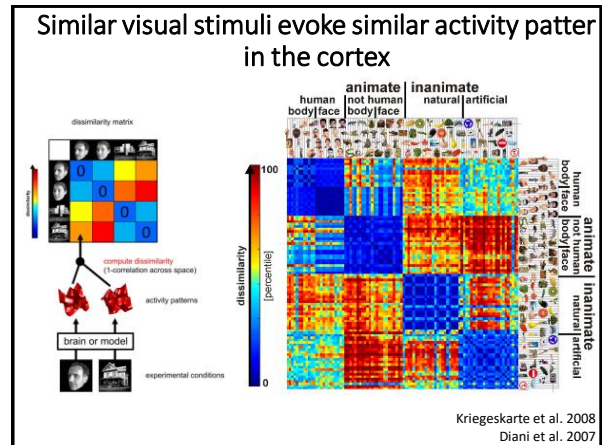 Similar visual stimuli evoke similar activity patter
in the cortex
dissimilarity matrix
dissimilarity
0
0
0
0
compute dissimilarity
(1-correlation across space)
activity patterns
brain or model
experimental conditions
animate inanimate
human not human natural artificial
body face body face
100
dissimilarity
[percentile]
0
human
body face
not human
body face
animate
natural artificial
inanimate
Kriegeskarte et al. 2008
Diani et al. 2007